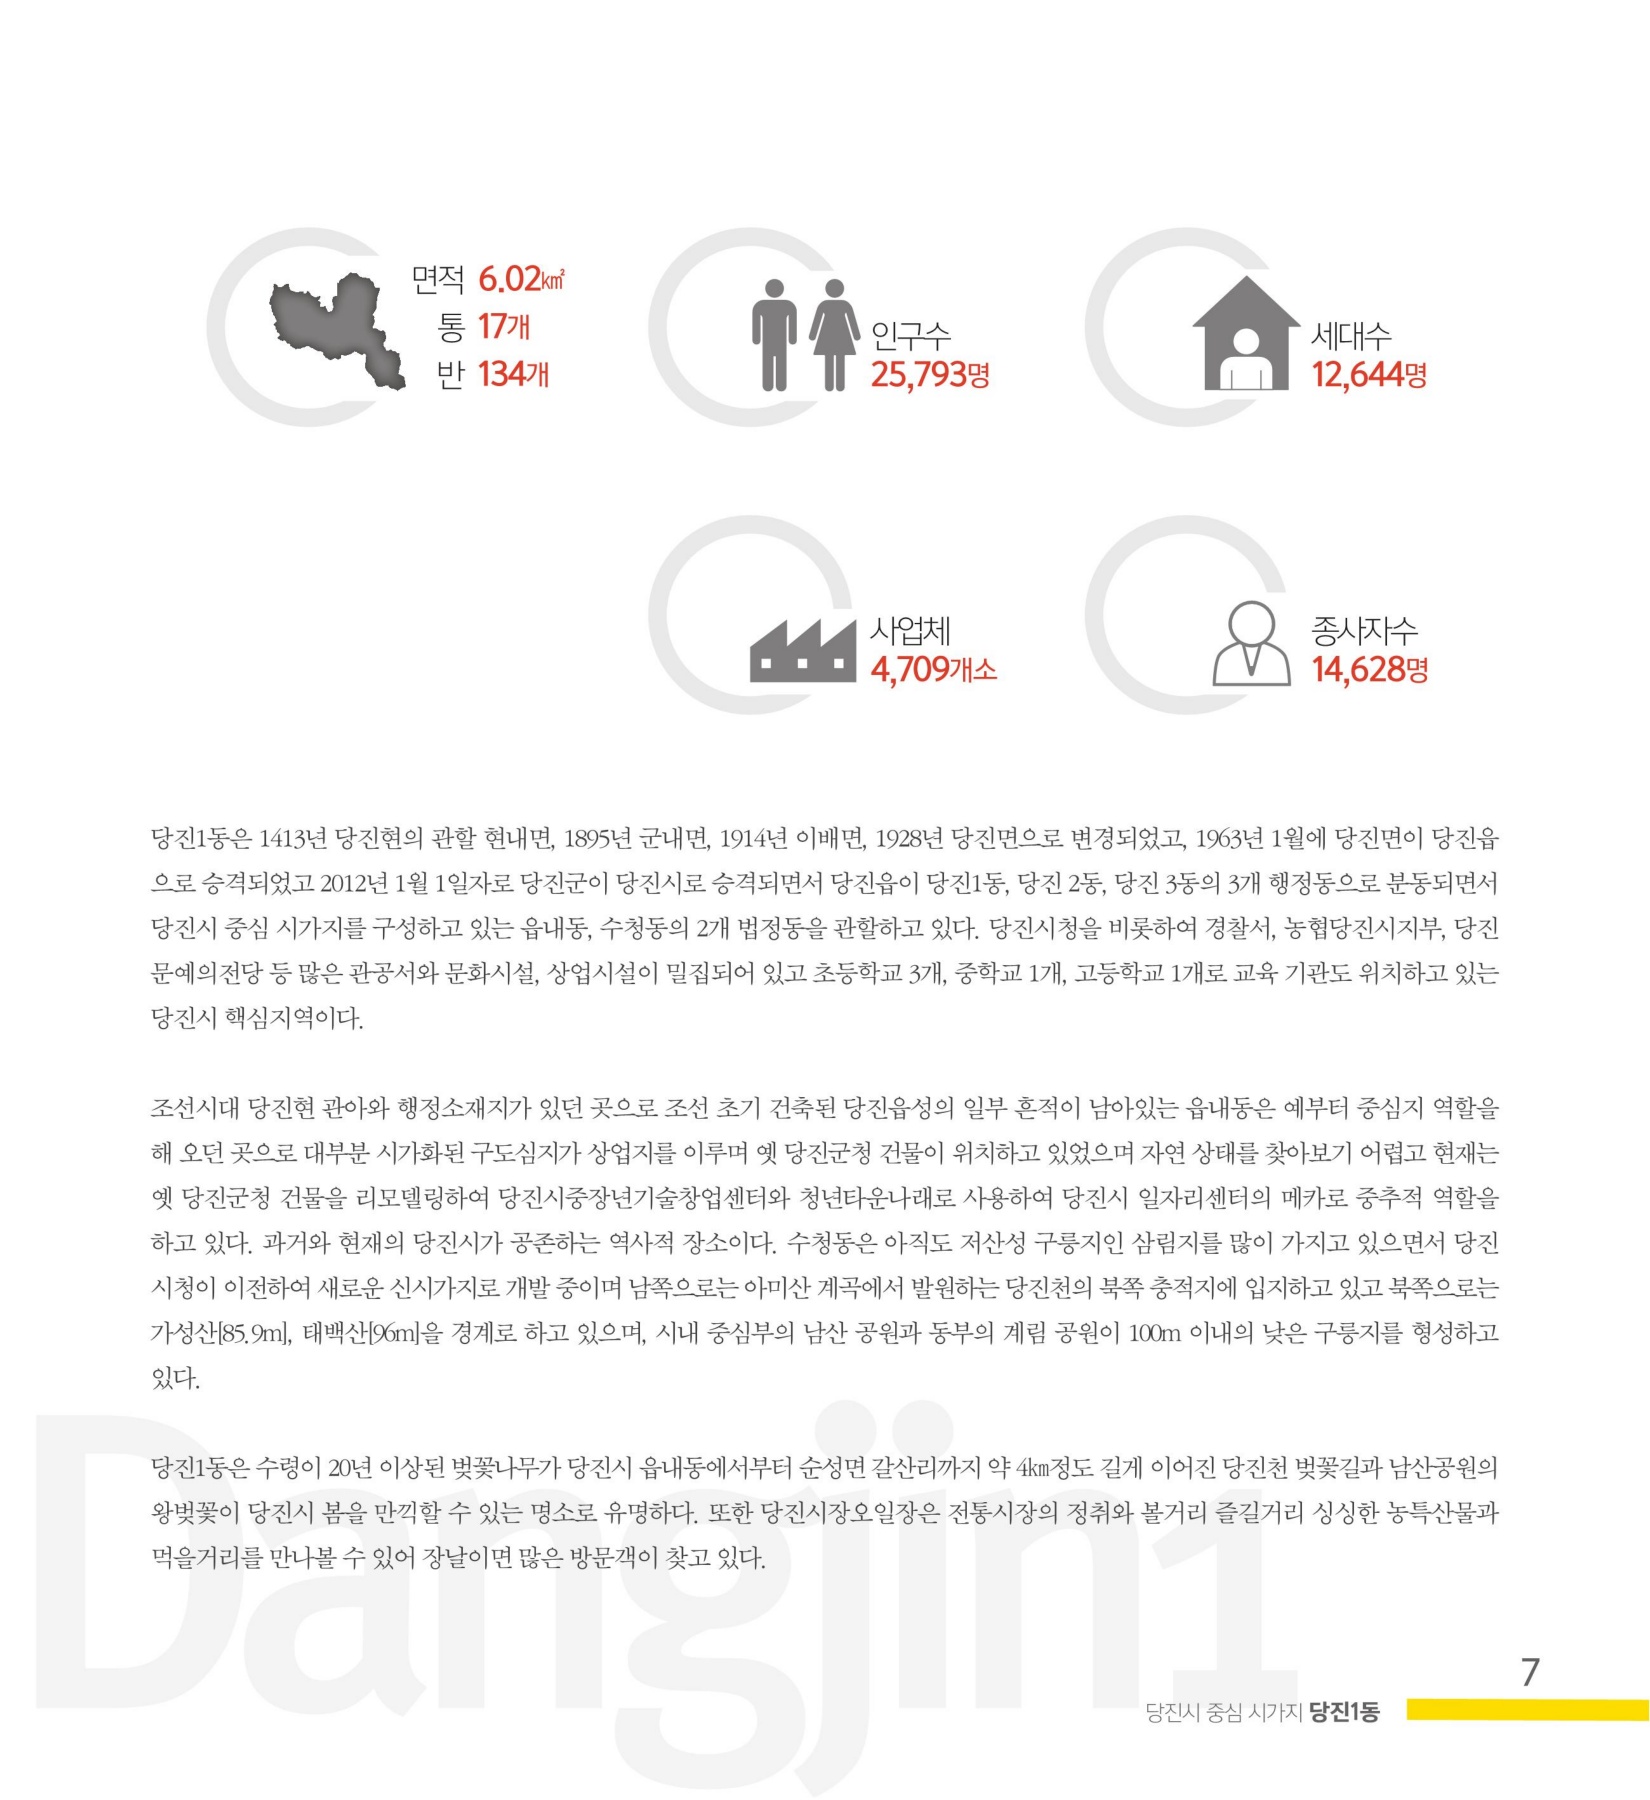 면적 6.02㎢
통 17개
반 134개
인구수
25,793명
세대수
12,644명
사업체
4,709개소
종사자수
14,628명
당진1동은 1413년 당진현의 관할 현내면, 1895년 군내면, 1914년 이배면, 1928년 당진면으로 변경되었고, 1963년 1월에 당진면이 당진읍
으로 승격되었고 2012년 1월 1일자로 당진군이 당진시로 승격되면서 당진읍이 당진1동, 당진 2동, 당진 3동의 3개 행정동으로 분동되면서
당진시 중심 시가지를 구성하고 있는 읍내동, 수청동의 2개 법정동을 관할하고 있다. 당진시청을 비롯하여 경찰서, 농협당진시지부, 당진
문예의전당 등 많은 관공서와 문화시설, 상업시설이 밀집되어 있고 초등학교 3개, 중학교 1개, 고등학교 1개로 교육 기관도 위치하고 있는
당진시 핵심지역이다.
조선시대 당진현 관아와 행정소재지가 있던 곳으로 조선 초기 건축된 당진읍성의 일부 흔적이 남아있는 읍내동은 예부터 중심지 역할을
해 오던 곳으로 대부분 시가화된 구도심지가 상업지를 이루며 옛 당진군청 건물이 위치하고 있었으며 자연 상태를 찾아보기 어렵고 현재는
옛 당진군청 건물을 리모델링하여 당진시중장년기술창업센터와 청년타운나래로 사용하여 당진시 일자리센터의 메카로 중추적 역할을
하고 있다. 과거와 현재의 당진시가 공존하는 역사적 장소이다. 수청동은 아직도 저산성 구릉지인 삼림지를 많이 가지고 있으면서 당진
시청이 이전하여 새로운 신시가지로 개발 중이며 남쪽으로는 아미산 계곡에서 발원하는 당진천의 북쪽 충적지에 입지하고 있고 북쪽으로는
가성산[85.9m], 태백산[96m]을 경계로 하고 있으며, 시내 중심부의 남산 공원과 동부의 계림 공원이 100m 이내의 낮은 구릉지를 형성하고
있다.
당진1동은 수령이 20년 이상된 벚꽃나무가 당진시 읍내동에서부터 순성면 갈산리까지 약 4㎞정도 길게 이어진 당진천 벚꽃길과 남산공원의
왕벚꽃이 당진시 봄을 만끽할 수 있는 명소로 유명하다. 또한 당진시장오일장은 전통시장의 정취와 볼거리 즐길거리 싱싱한 농특산물과
먹을거리를 만나볼 수 있어 장날이면 많은 방문객이 찾고 있다.
Dangjin1
7
당진시 중심 시가지 당진1동